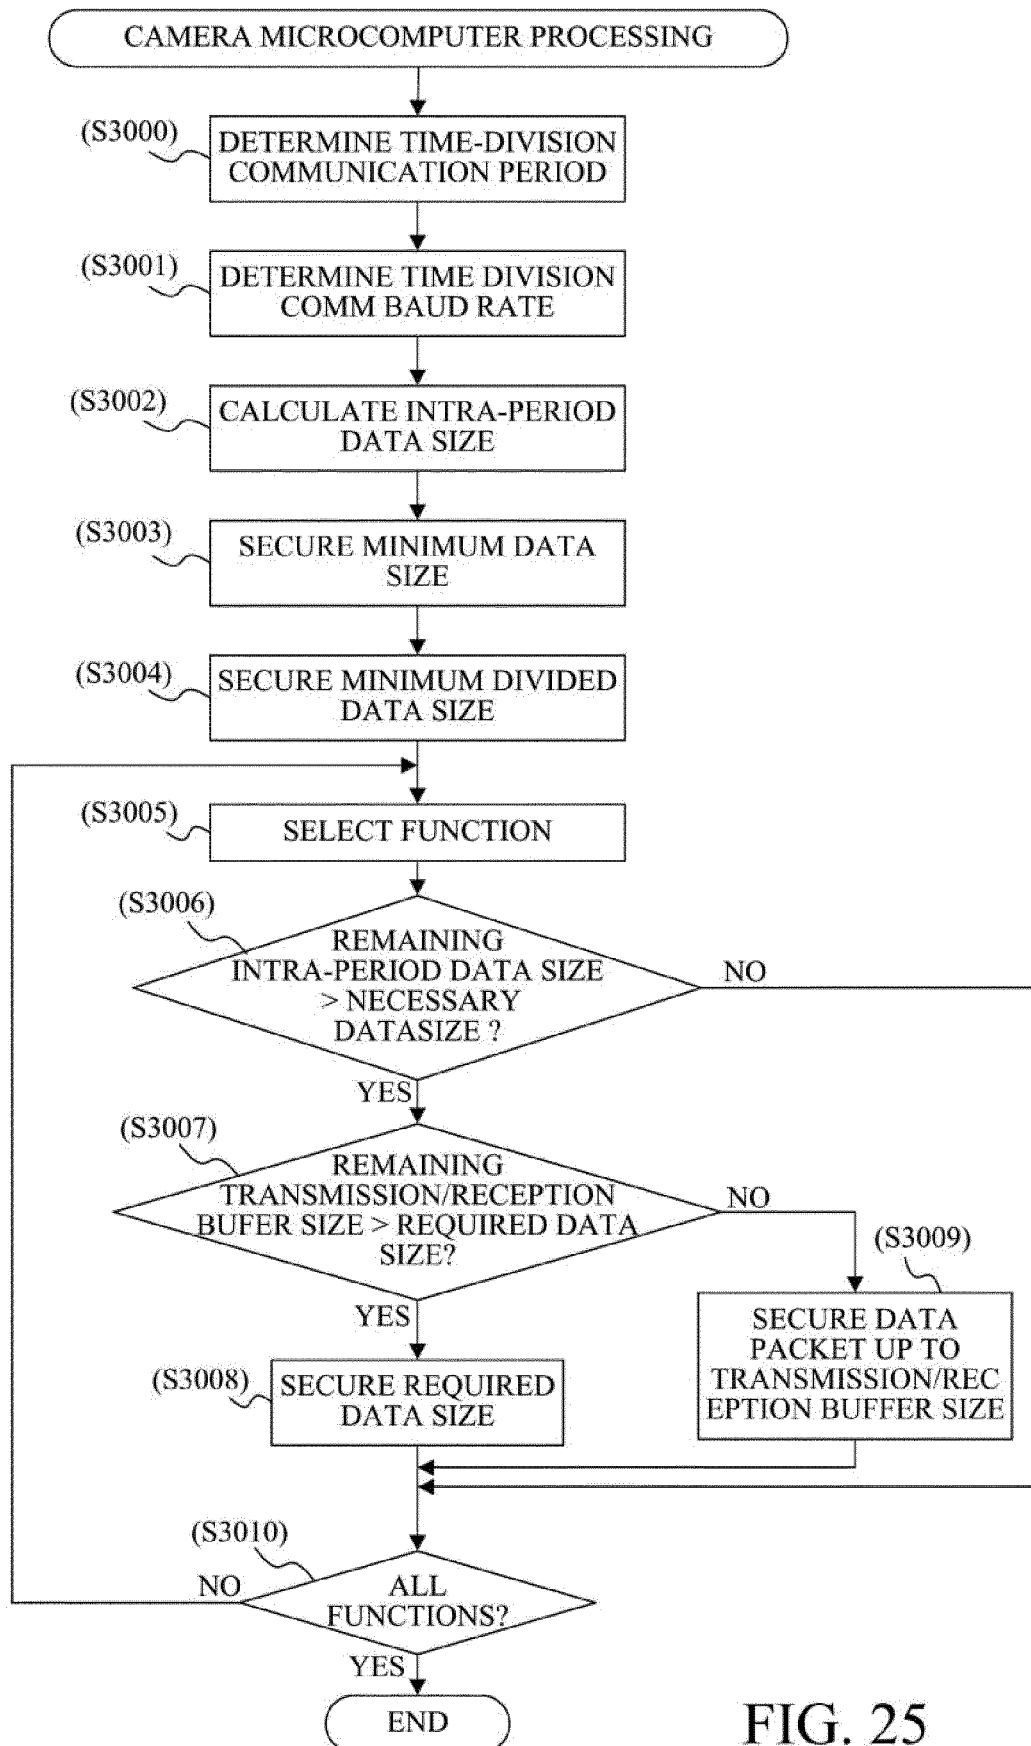 CAMERA MICROCOMPUTER PROCESSING
(S3000)
DETERMINE TIME-DIVISION
COMMUNICATION PERIOD
(S3001)
DETERMINE TIME DIVISION
COMM BAUD RATE
(S3002)
CALCULATE INTRA-PERIOD
DATA SIZE
(S3003)
SECURE MINIMUM DATA
SIZE
(S3004)
SECURE MINIMUM DIVIDED
DATA SIZE
(S3005)
SELECT FUNCTION
(S3006)
REMAINING
INTRA-PERIOD DATA SIZE
> NECESSARY
DATASIZE ?
NO
YES
(S3007)
REMAINING
TRANSMISSION/RECEPTION
BUFER SIZE > REQUIRED DATA
SIZE?
NO
YES
(S3009)
SECURE DATA
PACKET UP TO
TRANSMISSION/REC
EPTION BUFFER SIZE
(S3008)
SECURE REQUIRED
DATA SIZE
(S3010)
ALL
FUNCTIONS?
NO
YES
END
FIG. 25